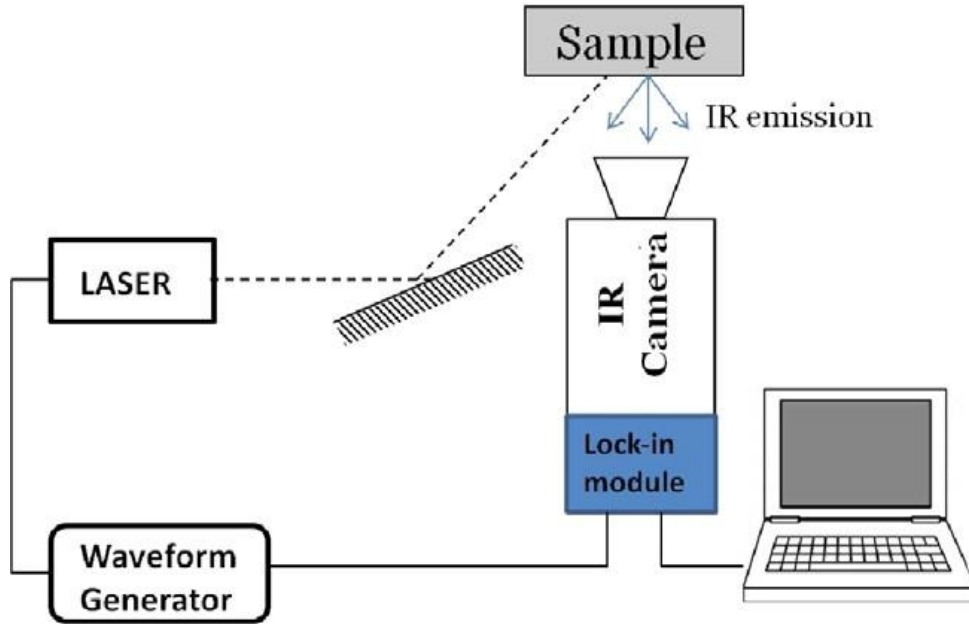 Sample
IR emission
LASER
IR
Camera
Lock-in
module
Waveform
Generator